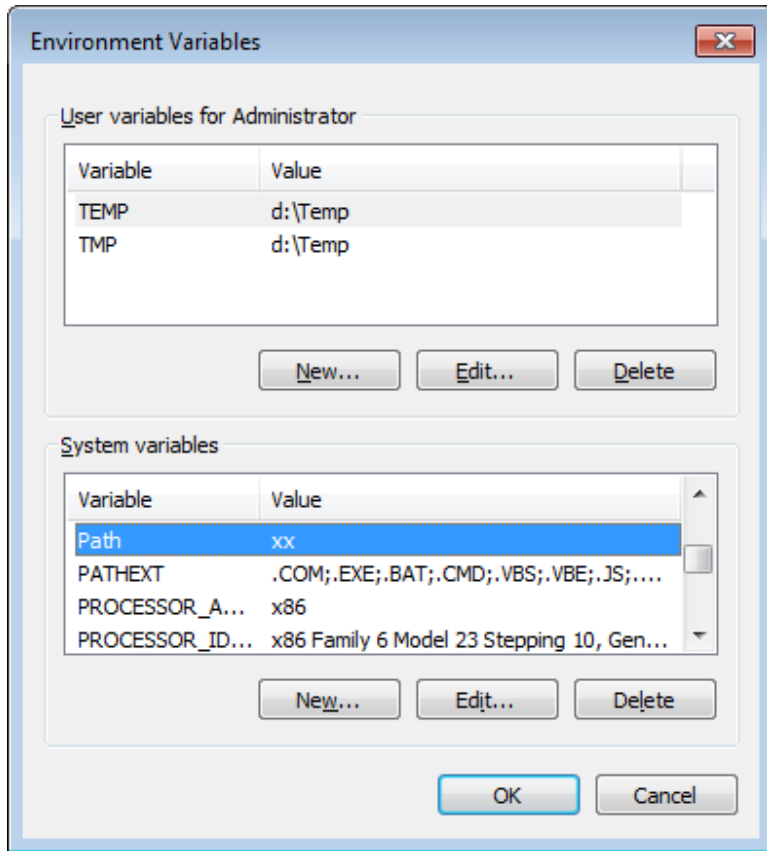 Environment Variables
User variables for Administrator
Variable Value
TEMP d:\Temp
TMP d:\Temp
New... Edit... Delete
System variables
Variable Value
Path xx
PATHEXT .COM;.EXE;.BAT;.CMD;.VBS;.VBE;.JS;....
PROCESSOR_A... x86
PROCESSOR_ID... x86 Family 6 Model 23 Stepping 10, Gen...
New... Edit... Delete
OK Cancel